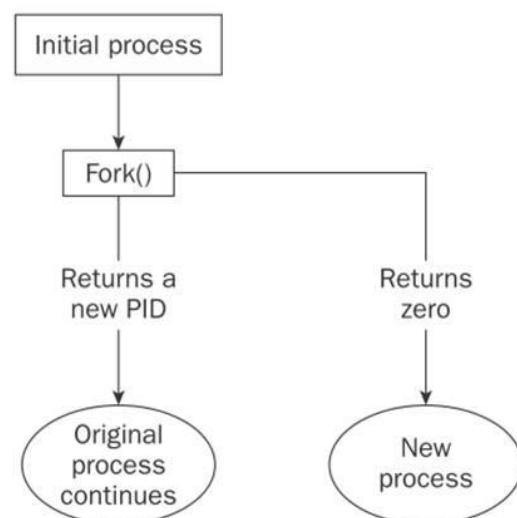 Initial process
Fork()
Returns a
new PID
Returns
zero
Original
process
continues
New
process